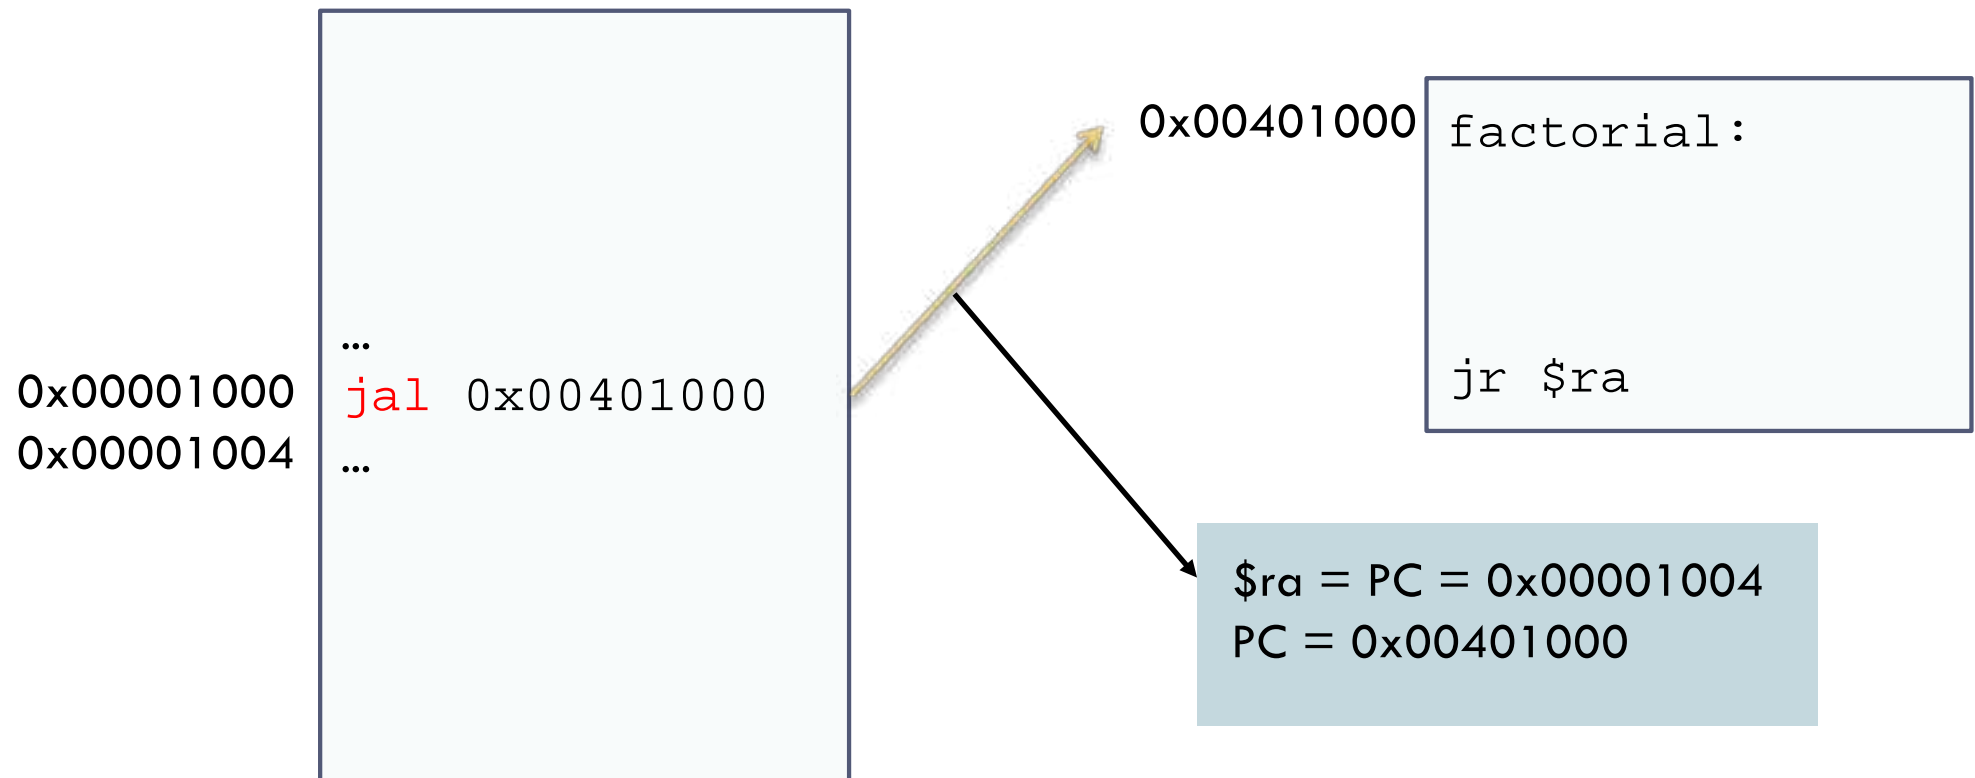 …
0x00001000 jal 0x00401000
0x00001004 …
0x00401000 factorial:
jr $ra
$ra = PC = 0x00001004
PC = 0x00401000